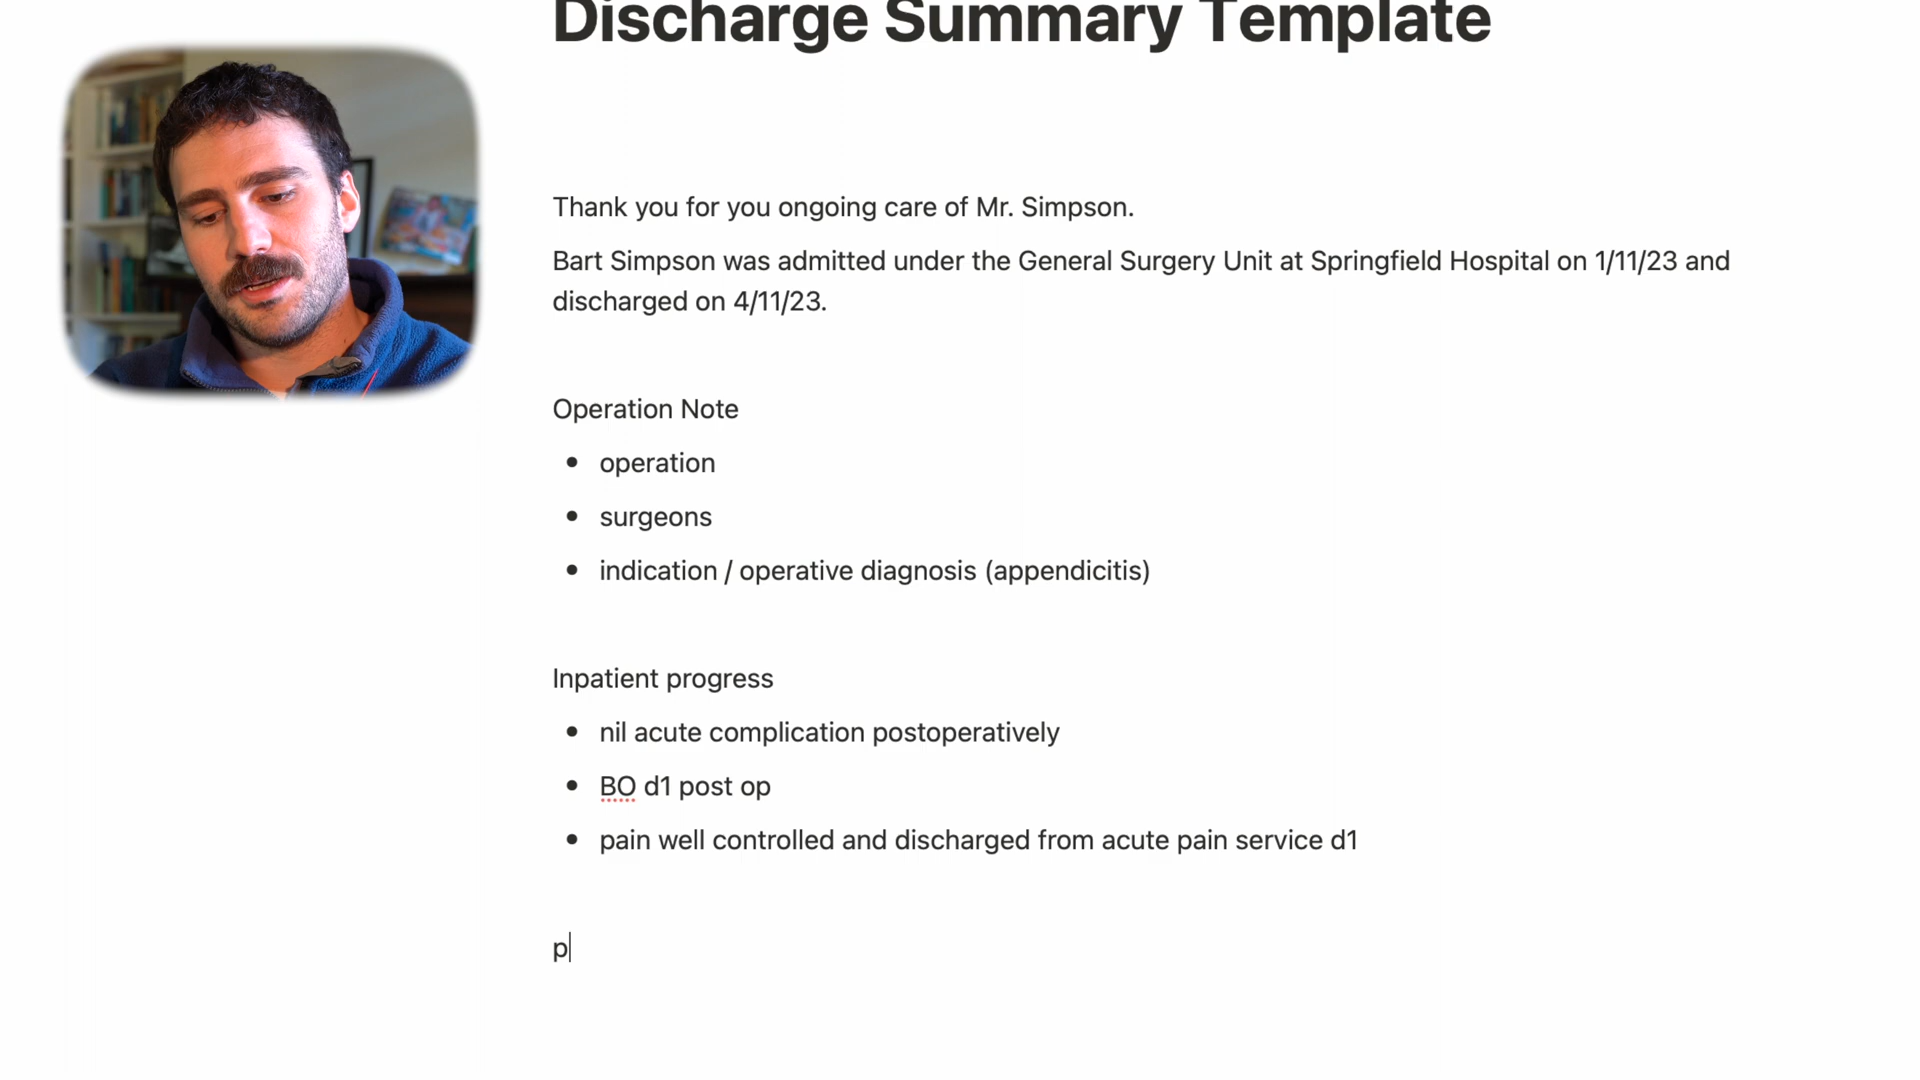 Discharge Summary Template
Thank you for you ongoing care of Mr. Simpson.
Bart Simpson was admitted under the General Surgery Unit at Springfield Hospital on 1/11/23 and
discharged on 4/11/23.
Operation Note
• operation
• surgeons
• indication / operative diagnosis (appendicitis)
Inpatient progress
• nil acute complication postoperatively
• BO d1 post op
• pain well controlled and discharged from acute pain service d1
p